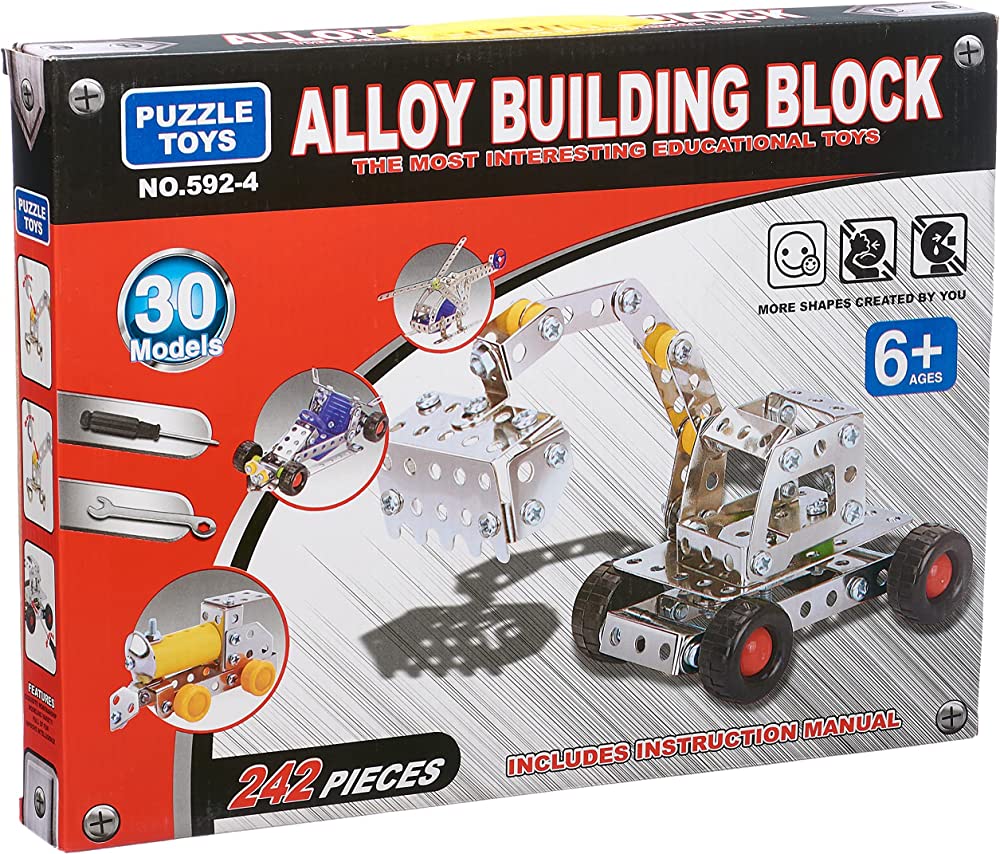 ALLOY BUILDING BLOCK
PUZZLE
TOYS
NO.592-4
ALLOY BUILDING BLOCK
THE MOST INTERESTING EDUCATIONAL TOYS
PUZZLE
TOYS
30
Models
MORE SHAPES CREATED BY YOU
6+
AGES
FEATURES
242 PIECES
INCLUDES INSTRUCTION MANUAL